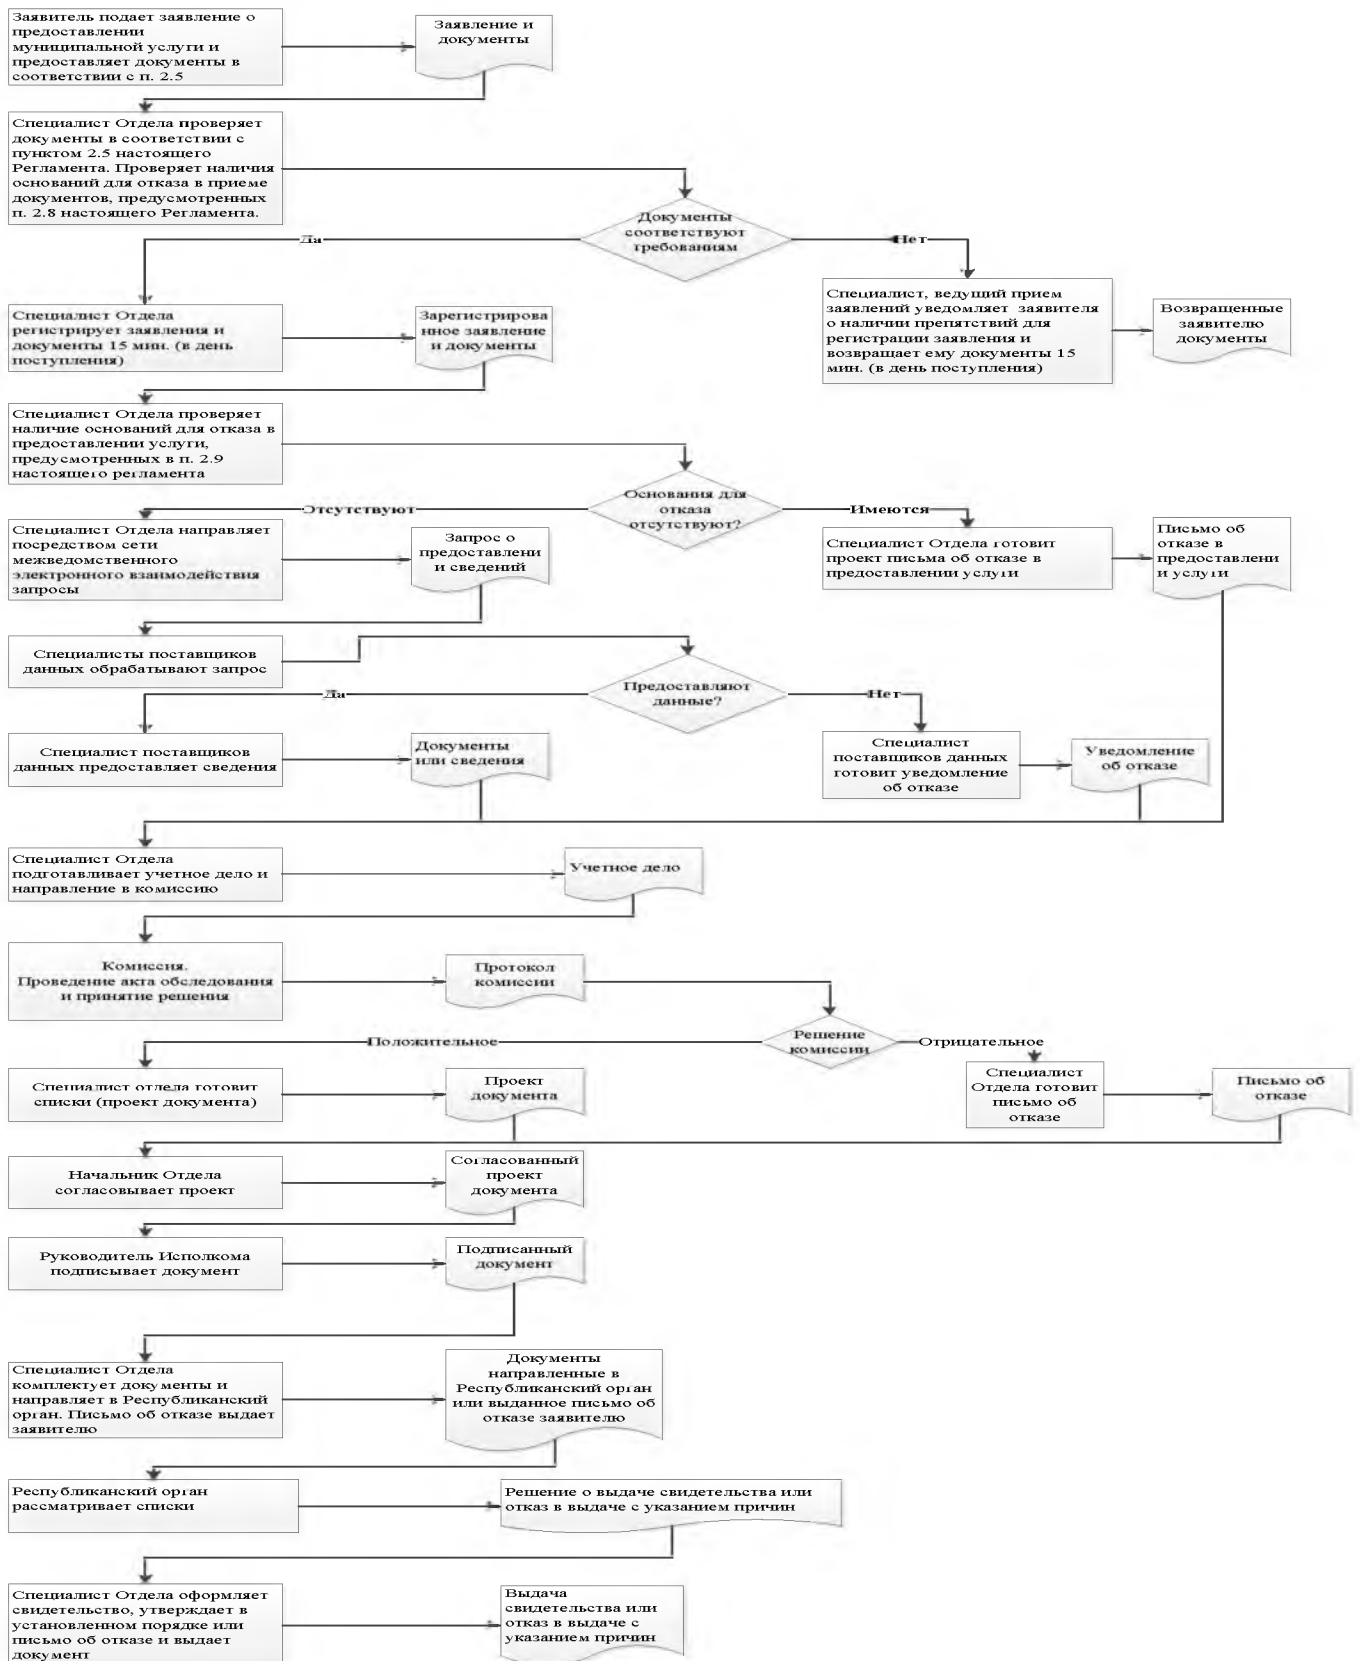 Заявитель подает заявление о
предоставлении
муниципальной услуги и
предоставляет документы в
соответствии с п. 2.5
Заявление и
документы
Специалист Отдела проверяет
документы в соответствии с
пунктом 2.5 настоящего
Регламента. Проверяет наличия
оснований для отказа в приеме
документов, предусмотренных
п. 2.8 настоящего Регламента.
Документы
соответствуют
требованиям
Да
Нет
Специалист Отдела
регистрирует заявления и
документы 15 мин. (в день
поступления)
Зарегистрирова
нное заявление
и документы
Специалист, ведущий прием
заявлений уведомляет заявителя
о наличии препятствий для
регистрации заявления и
возвращает ему документы 15
мин. (в день поступления)
Возвращенные
заявителю
документы
Специалист Отдела проверяет
наличие оснований для отказа в
предоставлении услуги,
предусмотренных в п. 2.9
настоящего регламента
Основания для
отказа
отсутствуют?
Отсутствуют
Имеются
Специалист Отдела направляет
посредством сети
межведомственного
электронного взаимодействия
запросы
Запрос о
предоставлени
и сведений
Специалист Отдела готовит
проект письма об отказе в
предоставлении услуги
Письмо об
отказе в
предоставлени
и услуги
Специалисты поставщиков
данных обрабатывают запрос
Предоставляют
данные?
Да
Нет
Специалист поставщиков
данных предоставляет сведения
Документы
или сведения
Специалист
поставщиков данных
готовит уведомление
об отказе
Уведомление
об отказе
Специалист Отдела
подготавливает учетное дело и
направление в комиссию
Учетное дело
Комиссия.
Проведение акта обследования
и принятие решения
Протокол
комиссии
Решение
комиссии
Положительное
Отрицательное
Специалист отдела готовит
списки (проект документа)
Проект
документа
Специалист
Отдела готовит
письмо об
отказе
Письмо об
отказе
Начальник Отдела
согласовывает проект
Согласованный
проект
документа
Руководитель Исполкома
подписывает документ
Подписанный
документ
Специалист Отдела
комплектует документы и
направляет в Республиканский
орган. Письмо об отказе выдает
заявителю
Документы
направленные в
Республиканский орган
или выданное письмо об
отказе заявителю
Республиканский орган
рассматривает списки
Решение о выдаче свидетельства или
отказ в выдаче с указанием причин
Специалист Отдела оформляет
свидетельство, утверждает в
установленном порядке или
письмо об отказе и выдает
документ
Выдача
свидетельства или
отказ в выдаче с
указанием причин